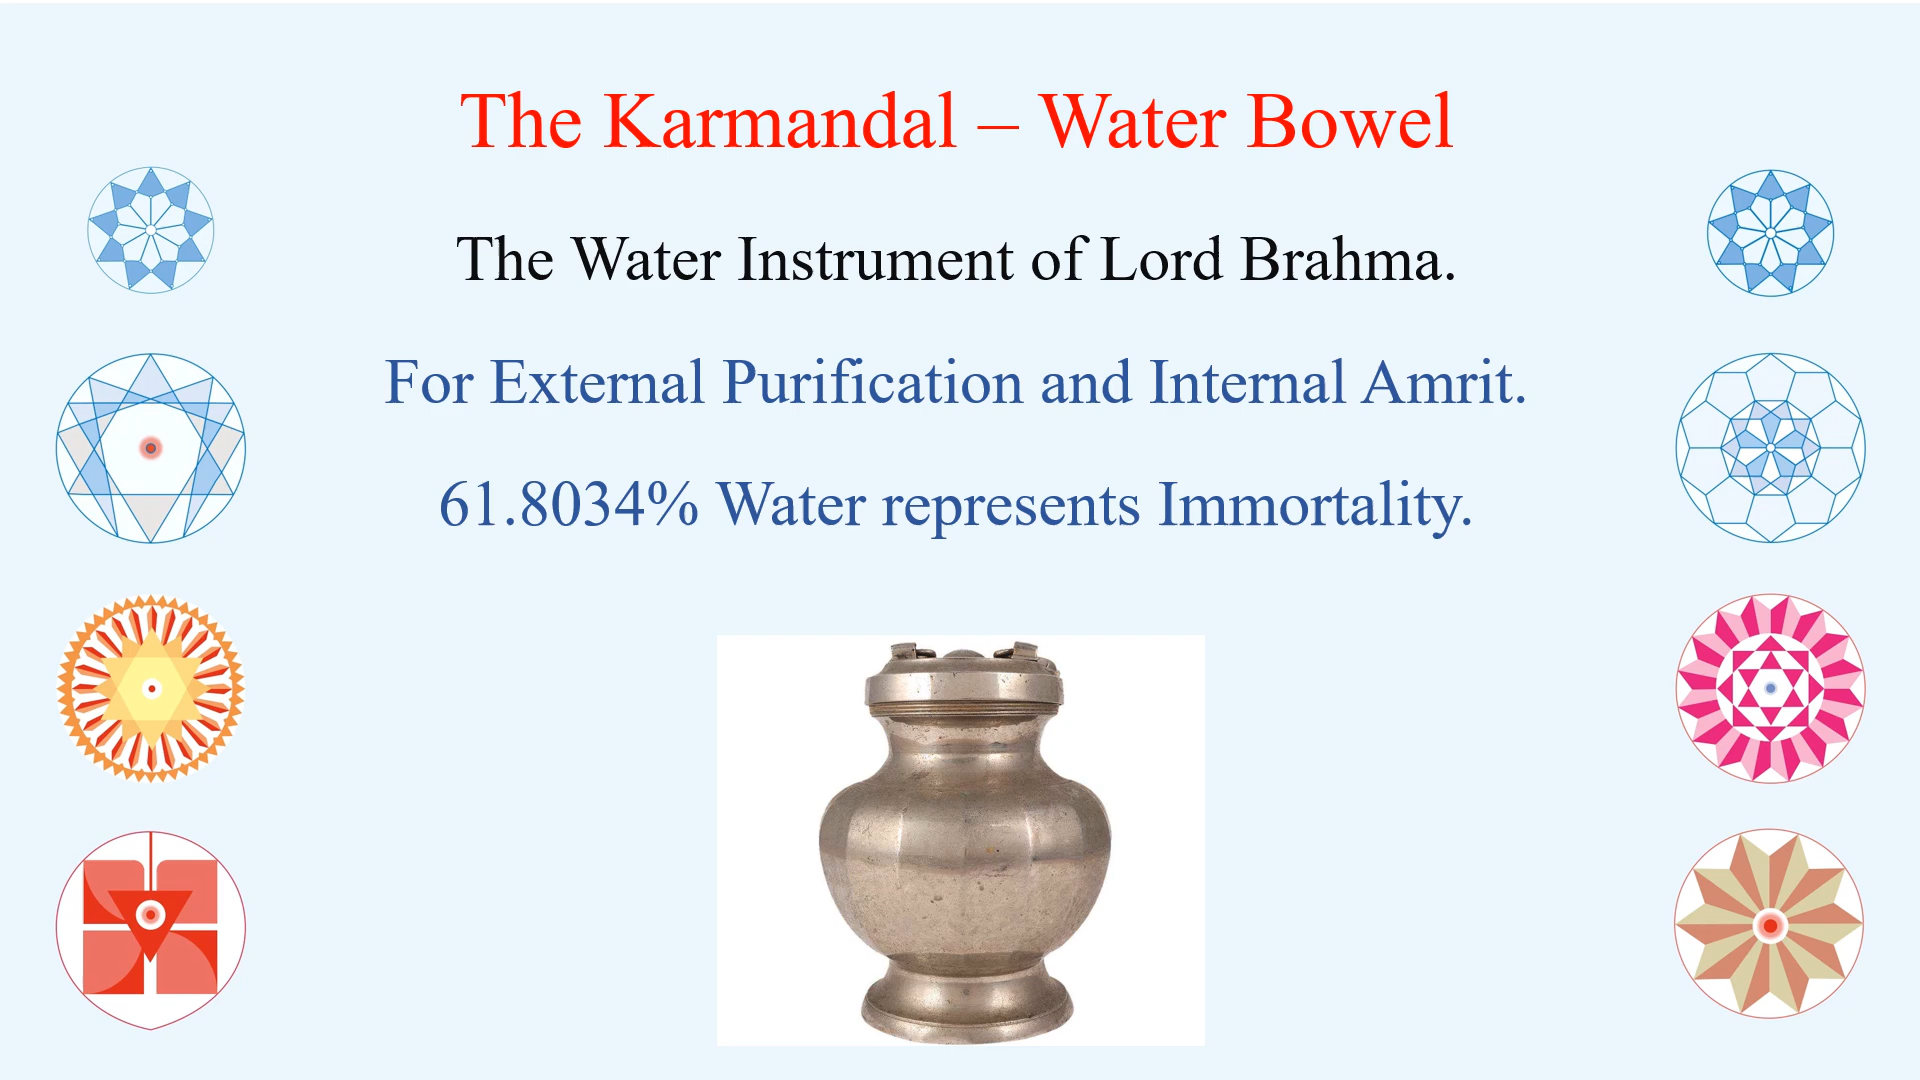 The Karmandal – Water Bowel
The Water Instrument of Lord Brahma.
For External Purification and Internal Amrit.
61.8034% Water represents Immortality.